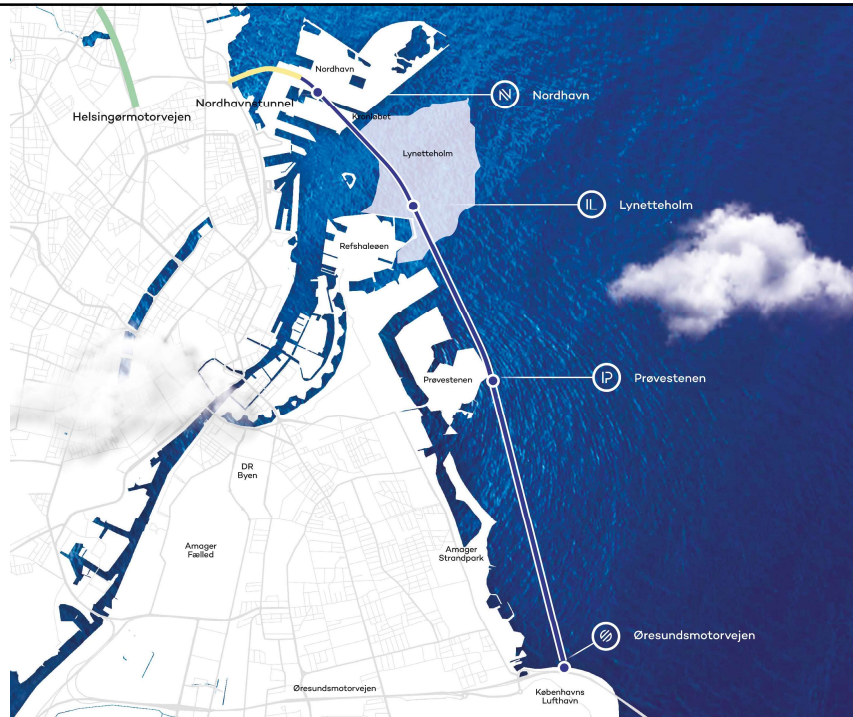 Nordhavn
Nordhavnstunnel
Helsingørmotorvejen
Nordhavn
Kronløbet
Lynetteholm
Lynetteholm
Refshaleøen
Prøvestenen
Prøvestenen
DR
Byen
Amager
Fælled
Amager
Strandpark
Øresundsmotorvejen
Øresundsmotorvejen
Københavns
Lufthavn